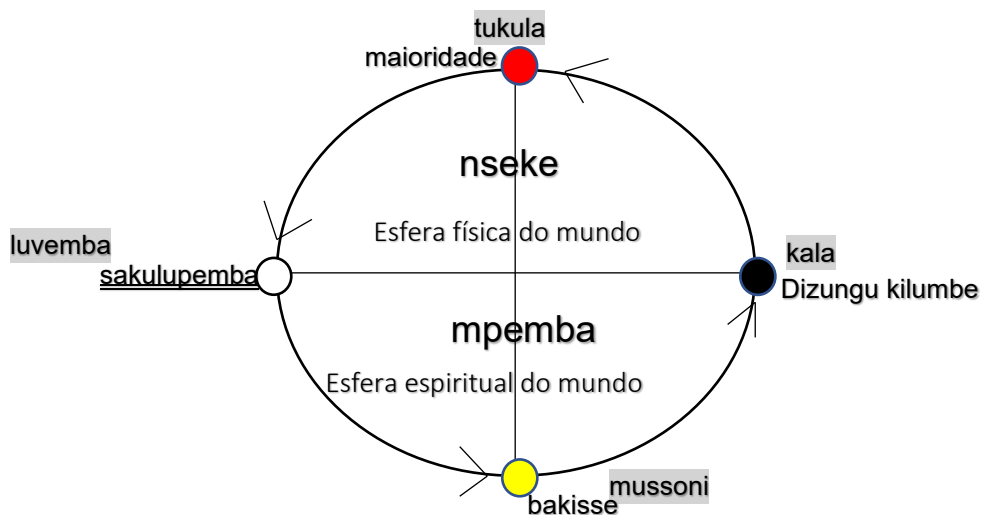 tukula
maioridade
nseke
Esfera física do mundo
luvemba
sakulupemba
kala
Dizungu kilumbe
mpemba
Esfera espiritual do mundo
mussoni
bakisse